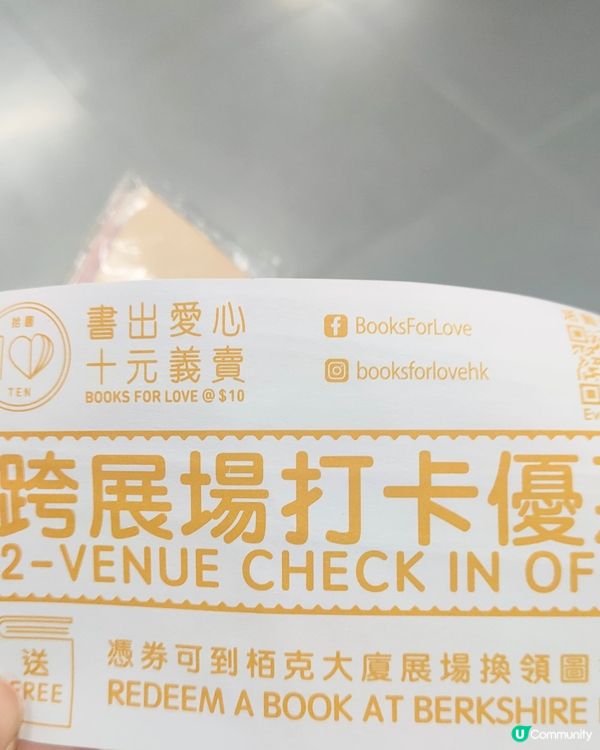 拾圓
TEN
書出愛心
十元義賣
BOOKS FOR LOVE @ $10
BooksForLove
booksforlovehk
跨展場打卡優
2-VENUE CHECK IN OF
送
FREE
憑券可到栢克大廈展場換領圖
REDEEM A BOOK AT BERKSHIRE
U Community